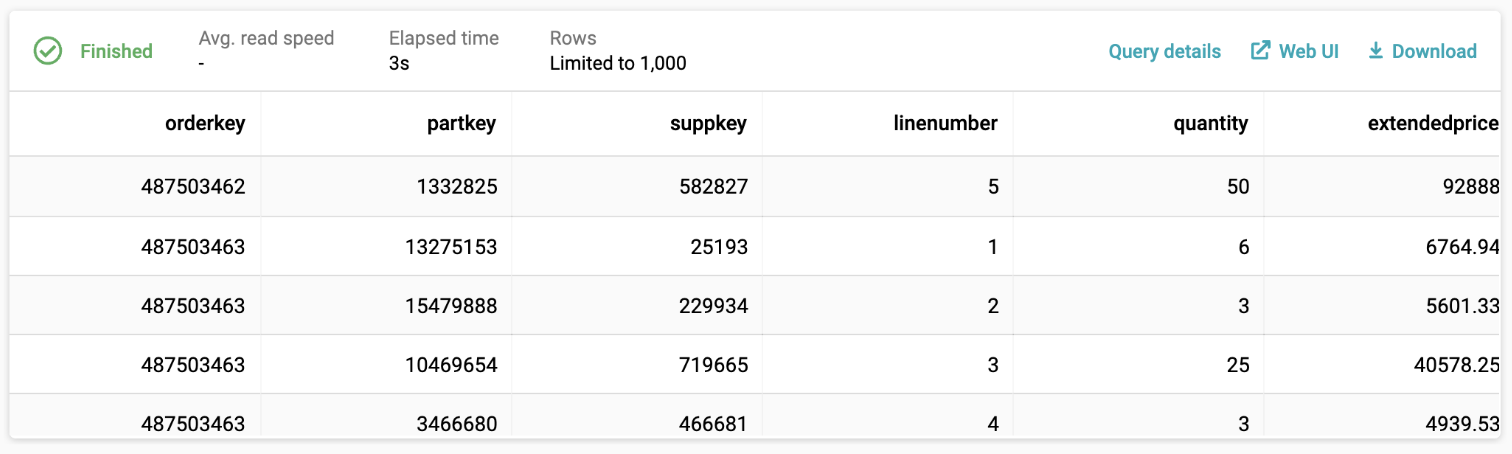 Finished
Avg. read speed
-
Elapsed time
3s
Rows
Limited to 1,000
Query details
Web UI
Download
orderkey partkey suppkey linenumber quantity extendedprice
487503462 1332825 582827 5 50 92888
487503463 13275153 25193 1 6 6764.94
487503463 15479888 229934 2 3 5601.33
487503463 10469654 719665 3 25 40578.25
487503463 3466680 466681 4 3 4939.53